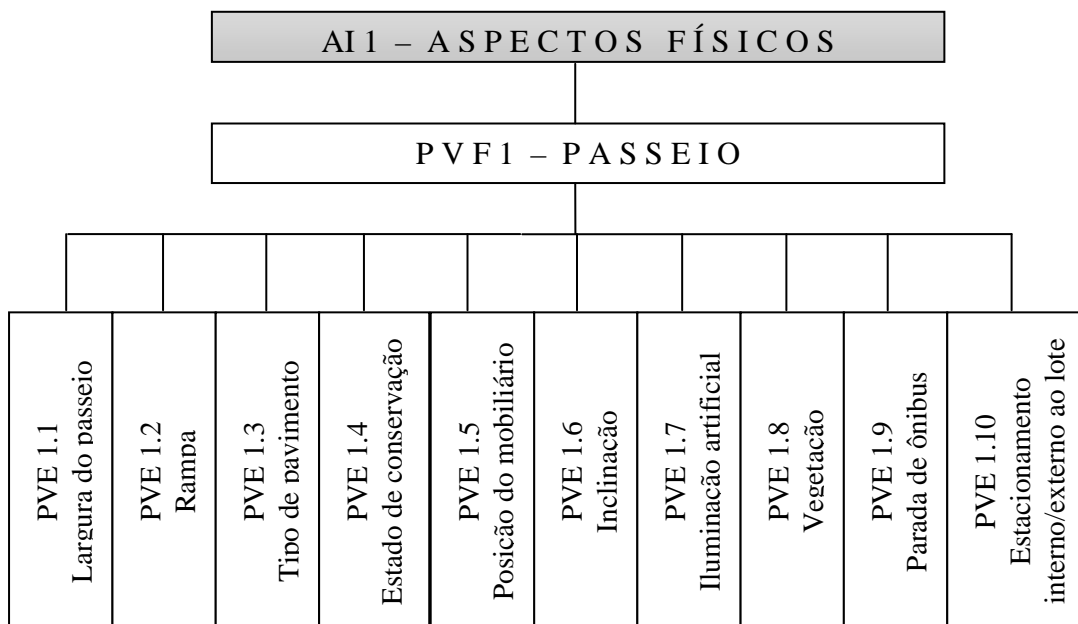 AI1 – ASPECTOS FÍSICOS
PVF1 – PASSEIO
PVE 1.1
Largura do passeio
PVE 1.2
Rampa
PVE 1.3
Tipo de pavimento
PVE 1.4
Estado de conservação
PVE 1.5
Posição do mobiliário
PVE 1.6
Inclinação
PVE 1.7
Iluminação artificial
PVE 1.8
Vegetação
PVE 1.9
Parada de ônibus
PVE 1.10
Estacionamento
interno/externo ao lote